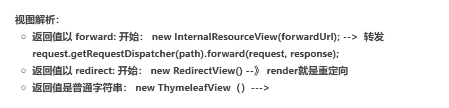 视图解析：
○ 返回值以 forward: 开始： new InternalResourceView(forwardUrl); --> 转发
request.getRequestDispatcher(path).forward(request, response);
○ 返回值以 redirect: 开始： new RedirectView() --》 render就是重定向
○ 返回值是普通字符串： new ThymeleafView（）--->